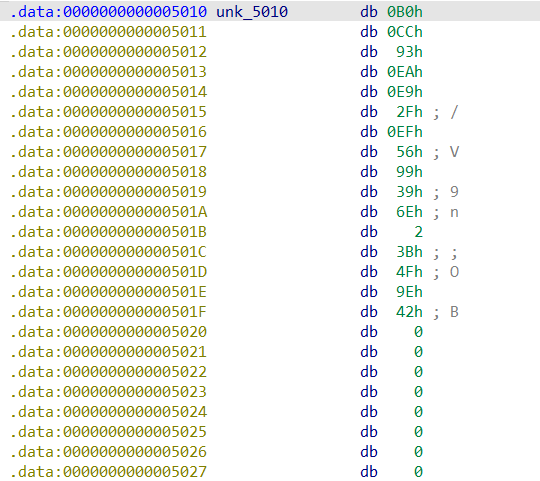 .data:0000000000005010 unk_5010 db 0B0h
.data:0000000000005011 db 0CCh
.data:0000000000005012 db 93h
.data:0000000000005013 db 0EAh
.data:0000000000005014 db 0E9h
.data:0000000000005015 db 2Fh ; /
.data:0000000000005016 db 0EFh
.data:0000000000005017 db 56h ; V
.data:0000000000005018 db 99h
.data:0000000000005019 db 39h ; 9
.data:000000000000501A db 6Eh ; n
.data:000000000000501B db 2
.data:000000000000501C db 3Bh ; ;
.data:000000000000501D db 4Fh ; O
.data:000000000000501E db 9Eh
.data:000000000000501F db 42h ; B
.data:0000000000005020 db 0
.data:0000000000005021 db 0
.data:0000000000005022 db 0
.data:0000000000005023 db 0
.data:0000000000005024 db 0
.data:0000000000005025 db 0
.data:0000000000005026 db 0
.data:0000000000005027 db 0